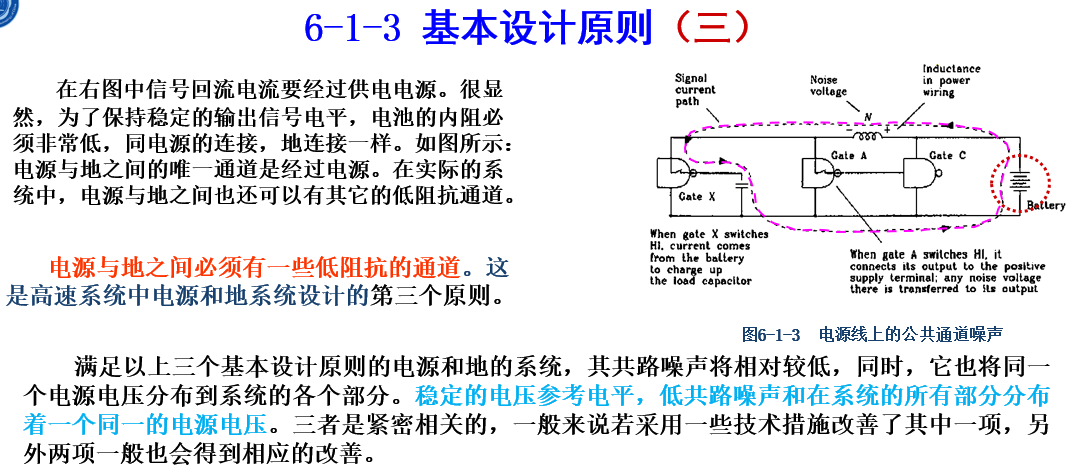 6-1-3 基本设计原则（三）
在右图中信号回流电流要经过供电电源。很显
然，为了保持稳定的输出信号电平，电池的内阻必
须非常低，同电源的连接，地连接一样。如图所示：
电源与地之间的唯一通道是经过电源。在实际的系
统中，电源与地之间也还可以有其它的低阻抗通道。
电源与地之间必须有一些低阻抗的通道。这
是高速系统中电源和地系统设计的第三个原则。
Signal
current
path
Noise
voltage
Inductance
in power
wiring
N
- +
Gate X
Gate A
Gate C
Battery
When gate X switches
HI, current comes
from the battery
to charge up
the load capacitor
When gate A switches HI, it
connects its output to the positive
supply terminal; any noise voltage
there is transferred to its output
图6-1-3 电源线上的公共通道噪声
满足以上三个基本设计原则的电源和地的系统，其共路噪声将相对较低，同时，它也将同一
个电源电压分布到系统的各个部分。稳定的电压参考电平，低共路噪声和在系统的所有部分分布
着一个同一的电源电压。三者是紧密相关的，一般来说若采用一些技术措施改善了其中一项，另
外两项一般也会得到相应的改善。